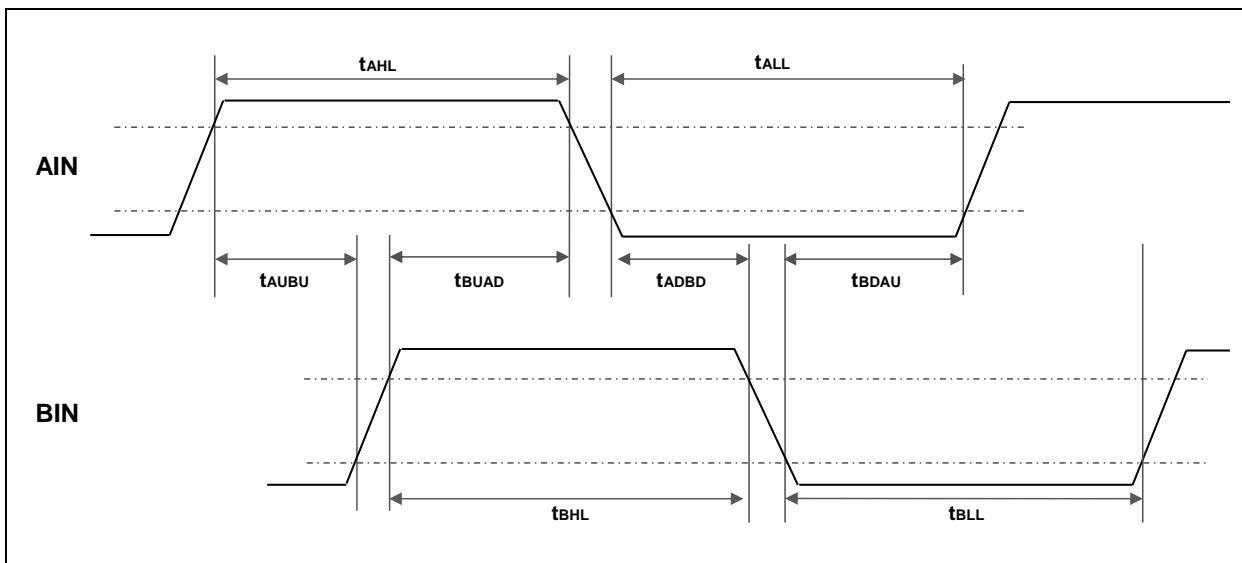 tAHL
tALL
AIN
tAUBU
tBUAD
tADBD
tBDAU
BIN
tBHL
tBLL